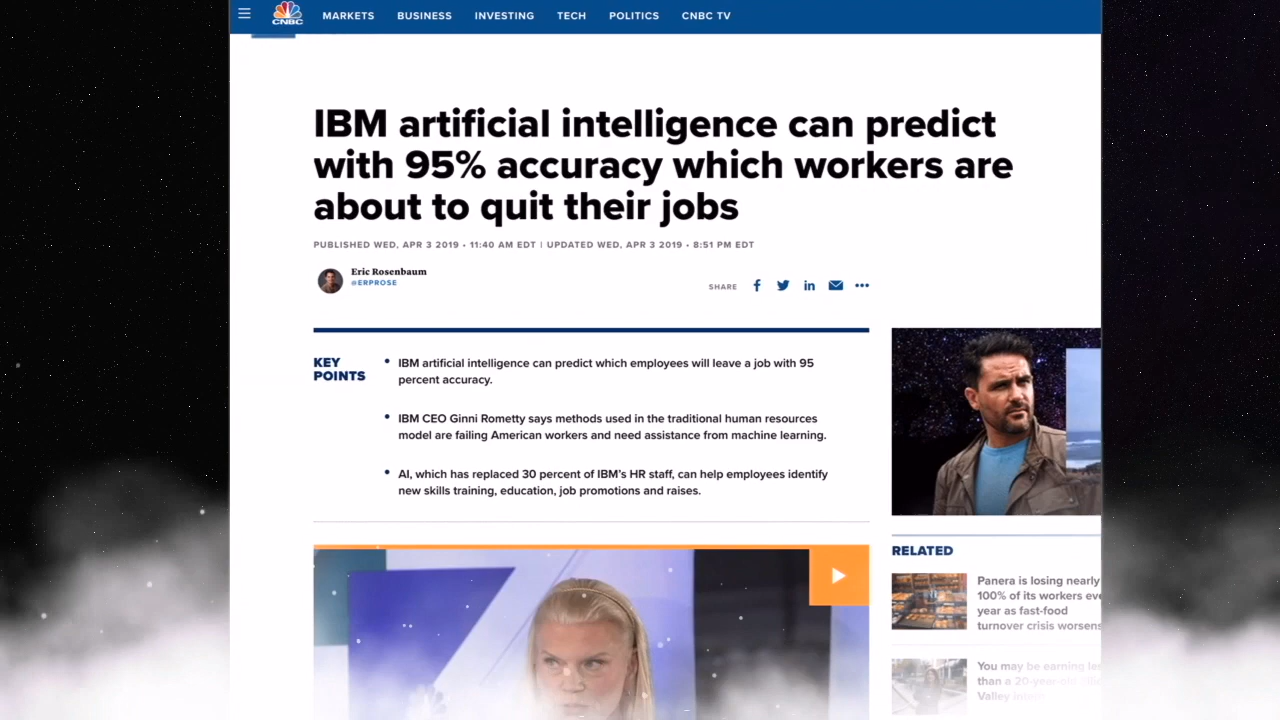 CNBC
MARKETS BUSINESS INVESTING TECH POLITICS CNBC TV
IBM artificial intelligence can predict
with 95% accuracy which workers are
about to quit their jobs
PUBLISHED WED, APR 3 2019 • 11:40 AM EDT | UPDATED WED, APR 3 2019 • 8:51 PM EDT
Eric Rosenbaum
@ERPROSE
SHARE
KEY
POINTS
• IBM artificial intelligence can predict which employees will leave a job with 95
percent accuracy.
• IBM CEO Ginni Rometty says methods used in the traditional human resources
model are failing American workers and need assistance from machine learning.
• AI, which has replaced 30 percent of IBM's HR staff, can help employees identify
new skills training, education, job promotions and raises.
RELATED
Panera is losing nearly
100% of its workers
year as fast-food
turnover crisis worsens
You may be earning
than a 20-year-old
Valley